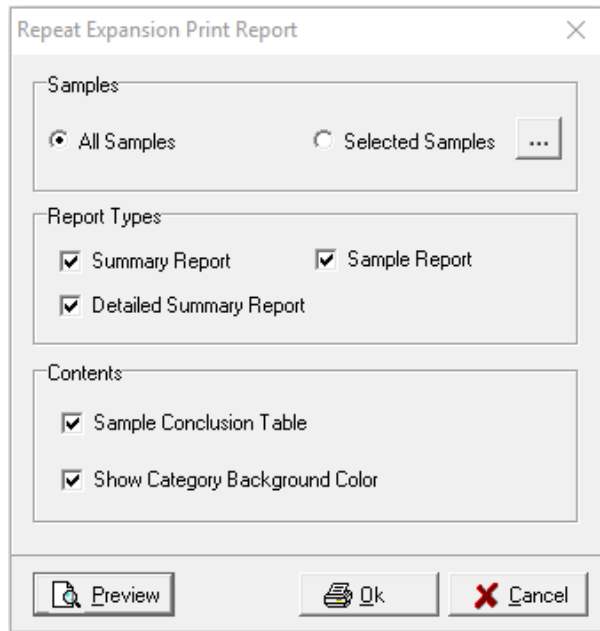 Repeat Expansion Print Report
Samples
All Samples Selected Samples ...
Report Types
Summary Report Sample Report
Detailed Summary Report
Contents
Sample Conclusion Table
Show Category Background Color
Preview Ok Cancel